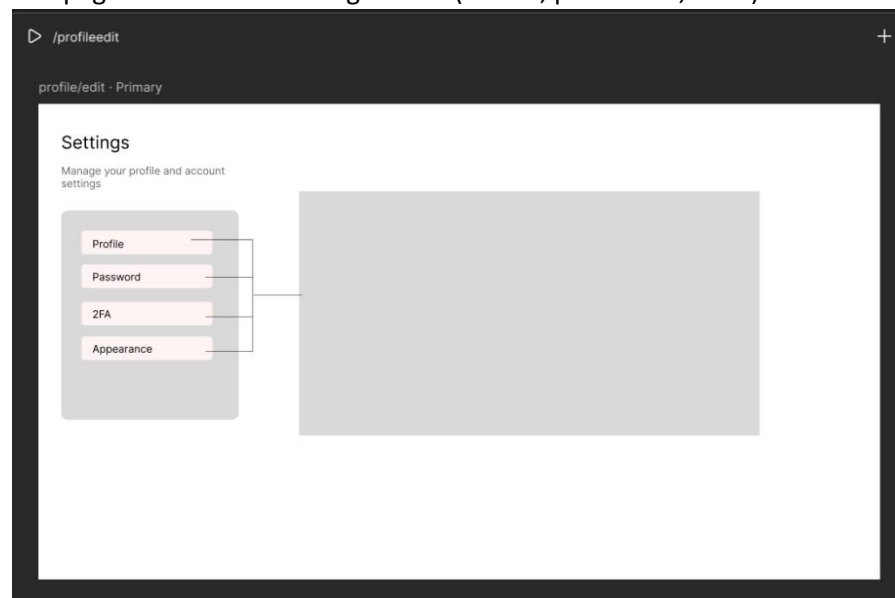 /profileedit
profile/edit · Primary
Settings
Manage your profile and account
settings
Profile
Password
2FA
Appearance